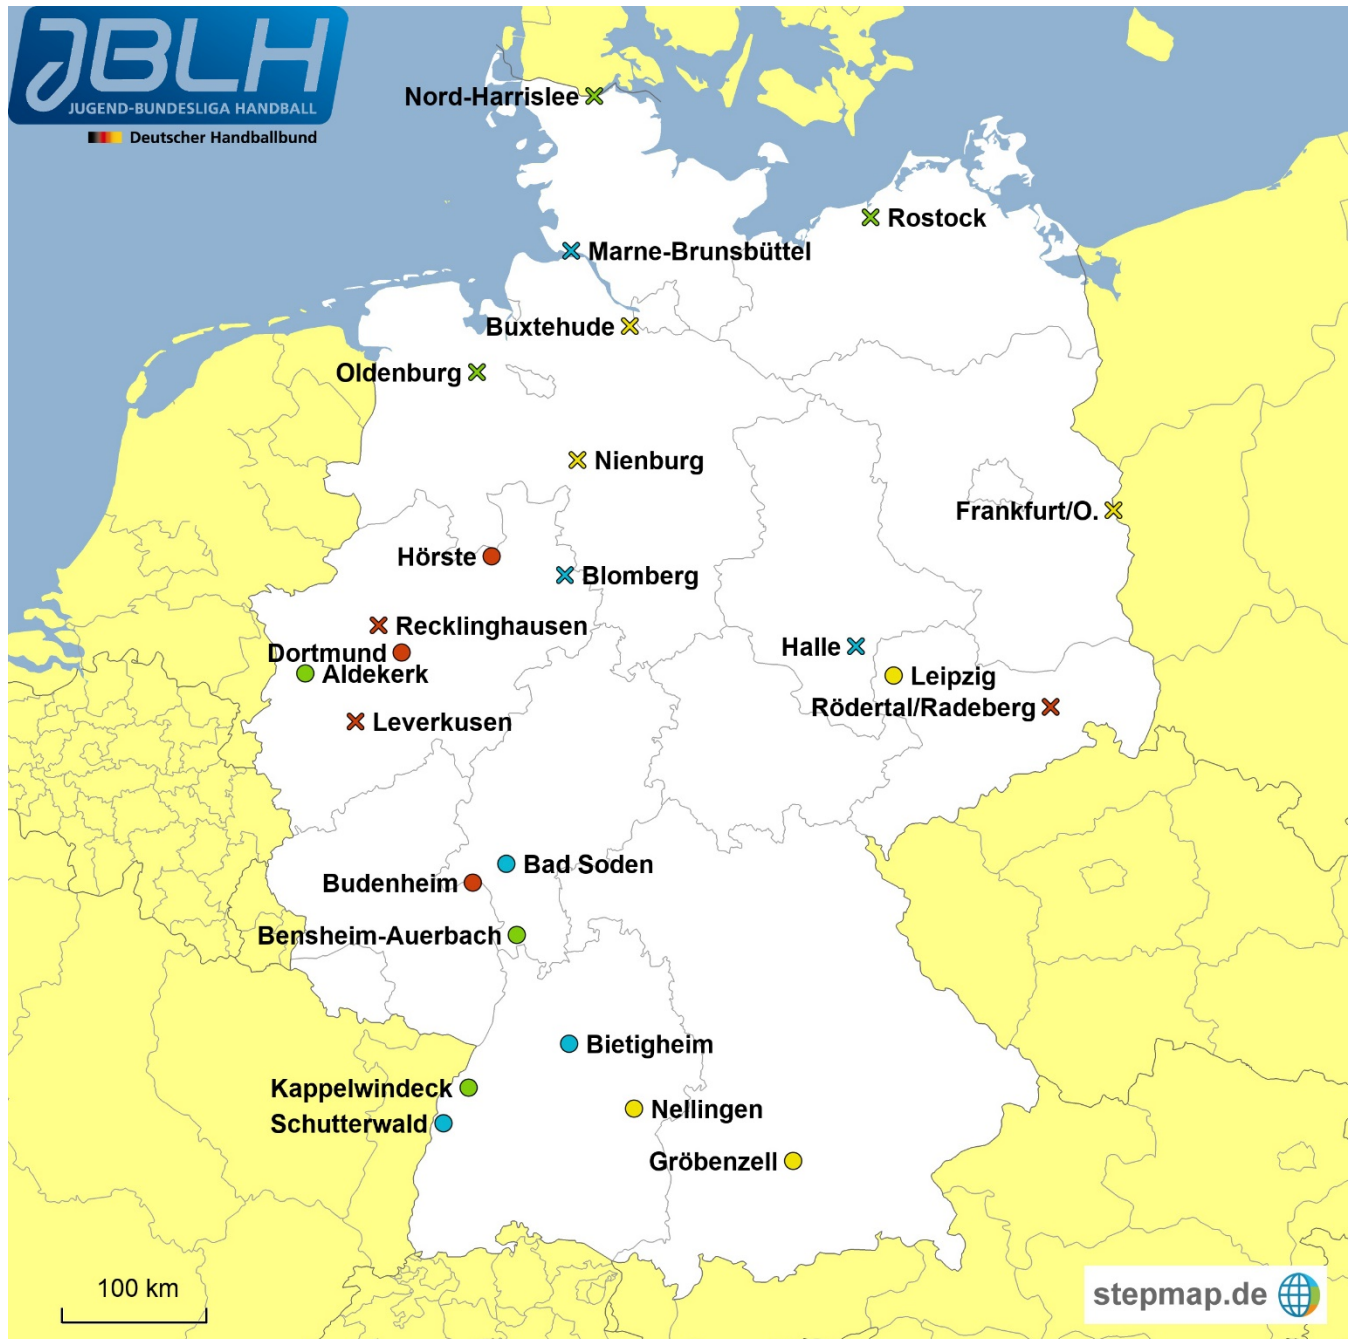 JBLH
JUGEND-BUNDESLIGA HANDBALL
Deutscher Handballbund
Nord-Harrislee
Rostock
Marne-Brunsbüttel
Buxtehude
Oldenburg
Nienburg
Frankfurt/O.
Hörste
Blomberg
Recklinghausen
Halle
Dortmund
Aldekerk
Leipzig
Rödertal/Radeberg
Leverkusen
Bad Soden
Budenheim
Bensheim-Auerbach
Bietigheim
Kappelwindeck
Nellingen
Schutterwald
Gröbenzell
100 km
stepmap.de